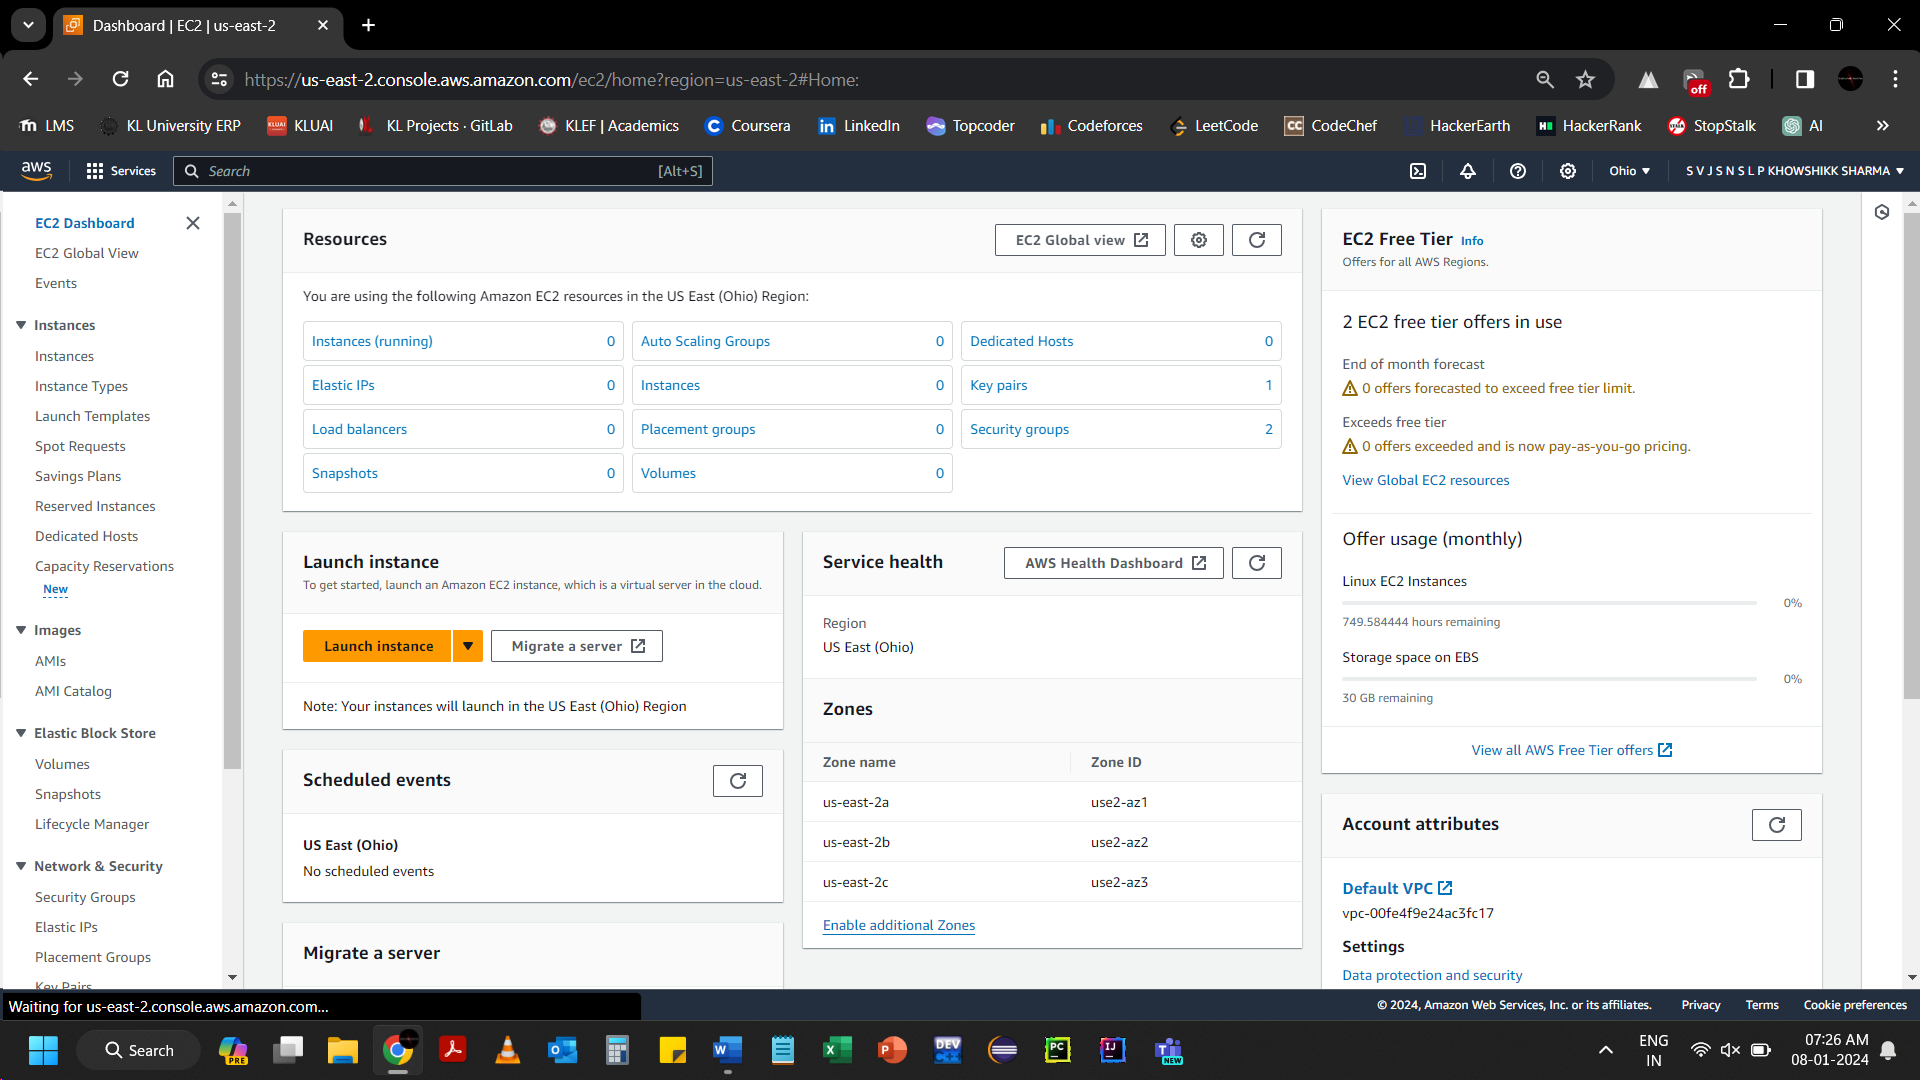 Dashboard | EC2 | us-east-2
https://us-east-2.console.aws.amazon.com/ec2/home?region=us-east-2#Home:
off
LMS
KL University ERP
KLUAI
KL Projects · GitLab
KLEF | Academics
Coursera
LinkedIn
Topcoder
Codeforces
LeetCode
CodeChef
HackerEarth
HackerRank
StopStalk
AI
aws
Services
Search
[Alt+S]
Ohio
S V J S N S L P KHOWSHIKK SHARMA
EC2 Dashboard
EC2 Global View
Events
Instances
Instances
Instance Types
Launch Templates
Spot Requests
Savings Plans
Reserved Instances
Dedicated Hosts
Capacity Reservations
New
Images
AMIs
AMI Catalog
Elastic Block Store
Volumes
Snapshots
Lifecycle Manager
Network & Security
Security Groups
Elastic IPs
Placement Groups
Key Pairs
Resources
EC2 Global view
You are using the following Amazon EC2 resources in the US East (Ohio) Region:
Instances (running) 0
Auto Scaling Groups 0
Dedicated Hosts 0
Elastic IPs 0
Instances 0
Key pairs 1
Load balancers 0
Placement groups 0
Security groups 2
Snapshots 0
Volumes 0
Launch instance
To get started, launch an Amazon EC2 instance, which is a virtual server in the cloud.
Launch instance
Migrate a server
Note: Your instances will launch in the US East (Ohio) Region
Scheduled events
US East (Ohio)
No scheduled events
Migrate a server
Service health
AWS Health Dashboard
Region
US East (Ohio)
Zones
Zone name Zone ID
us-east-2a use2-az1
us-east-2b use2-az2
us-east-2c use2-az3
Enable additional Zones
EC2 Free Tier Info
Offers for all AWS Regions.
2 EC2 free tier offers in use
End of month forecast
0 offers forecasted to exceed free tier limit.
Exceeds free tier
0 offers exceeded and is now pay-as-you-go pricing.
View Global EC2 resources
Offer usage (monthly)
Linux EC2 Instances
0%
749.584444 hours remaining
Storage space on EBS
0%
30 GB remaining
View all AWS Free Tier offers
Account attributes
Default VPC
vpc-00fe4f9e24ac3fc17
Settings
Data protection and security
Waiting for us-east-2.console.aws.amazon.com...
© 2024, Amazon Web Services, Inc. or its affiliates.
Privacy
Terms
Cookie preferences
Search
PRE
DEV
PC
IJ
NEW
ENG
IN
07:26 AM
08-01-2024